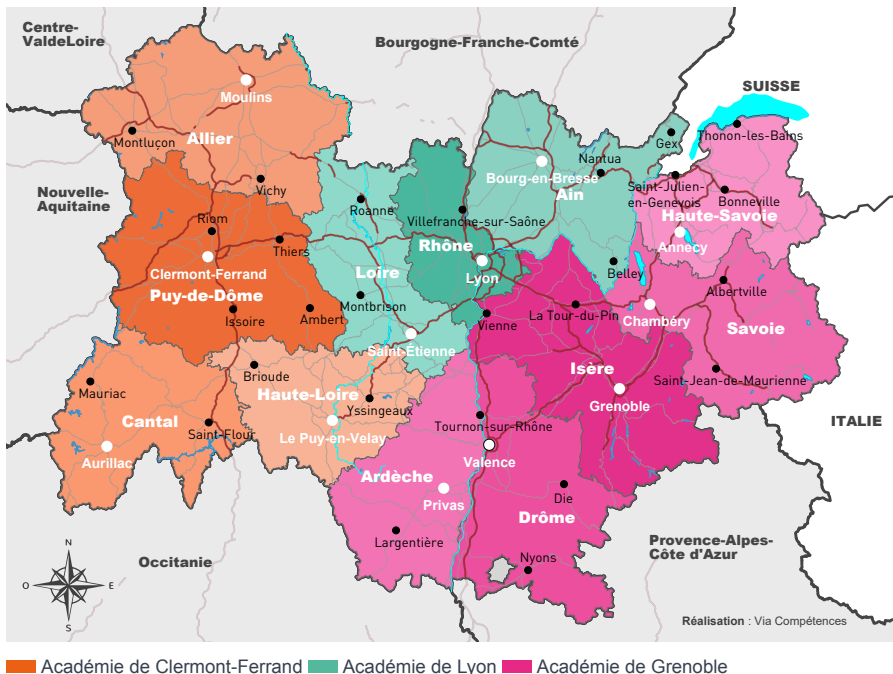 Centre-
ValdeLoire
Bourgogne-Franche-Comté
SUISSE
Moulins
Thonon-les-Bains
Allier
Montluçon
Gex
Nantua
Bourg-en-Bresse
Ain
Saint-Julien-
en-Genevois
Bonneville
Nouvelle-
Aquitaine
Vichy
Roanne
Villefranche-sur-Saône
Haute-Savoie
Riom
Rhône
Annecy
Thiers
Clermont-Ferrand
Loire
Lyon
Belley
Albertville
Puy-de-Dôme
Montbrison
Issoire
Ambert
Vienne
La Tour-du-Pin
Chambéry
Savoie
Saint-Étienne
Brioude
Isère
Saint-Jean-de-Maurienne
Mauriac
Haute-Loire
Yssingeaux
Grenoble
Cantal
Saint-Flour
Le Puy-en-Velay
Tournon-sur-Rhône
ITALIE
Aurillac
Valence
Ardèche
Privas
Die
Drôme
Largentière
Provence-Alpes-
Côte d'Azur
Occitanie
Nyons
N
O
E
S
Réalisation : Via Compétences
Académie de Clermont-Ferrand
Académie de Lyon
Académie de Grenoble